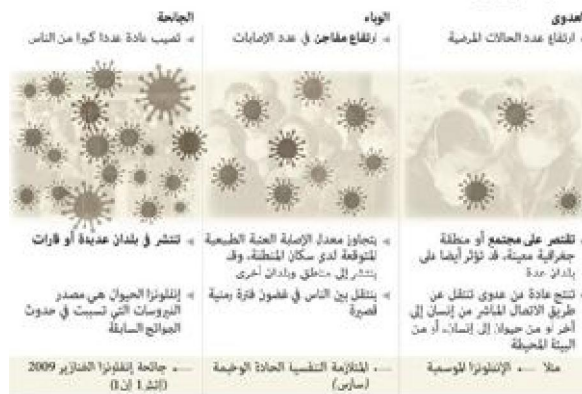 العدوى
ارتفاع عدد الحالات المرضية
تقتصر على مجتمع أو منطقة
جغرافية معينة، قد تؤثر أيضا على
بلدان عدة
تنتج عادة عن عدوى تنتقل عن
طريق الاتصال المباشر من إنسان إلى
آخر أو من حيوان إلى إنسان، أو من
البيئة المحيطة
مثلا ... الإنفلونزا الموسمية
الوباء
ارتفاع مفاجئ في عدد الإصابات
يتجاوز معدل الإصابة العتبة الطبيعية
المتوقعة لدى سكان المنطقة، وقد
ينتشر إلى مناطق وبلدان أخرى
ينتقل بين الناس في غضون فترة زمنية
قصيرة
... المتلازمة التنفسية الحادة الوخيمة
(سارس)
الجائحة
تصيب عادة عددا كبيرا من الناس
تنتشر في بلدان عديدة أو قارات
إنفلونزا الحيوان هي مصدر
الفيروسات التي تسببت في حدوث
الجوائح السابقة
... جائحة إنفلونزا الخنازير 2009
(إتش1 إن1)